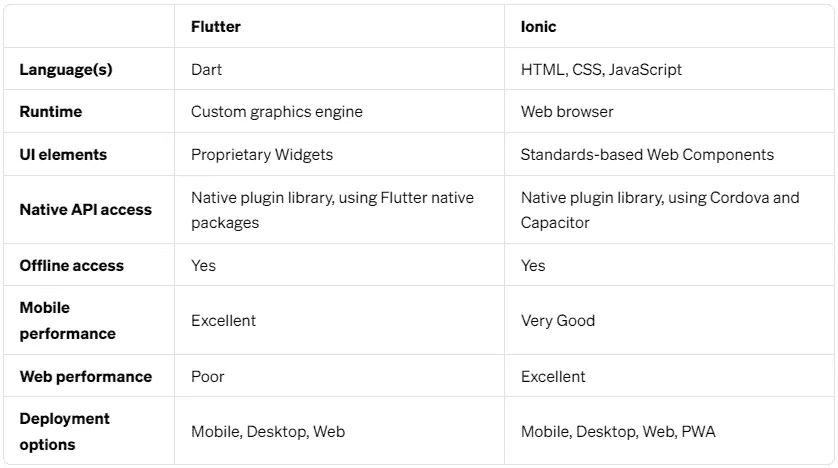 Flutter Ionic
Language(s) Dart HTML, CSS, JavaScript
Runtime Custom graphics engine Web browser
UI elements Proprietary Widgets Standards-based Web Components
Native API access Native plugin library, using Flutter native packages Native plugin library, using Cordova and Capacitor
Offline access Yes Yes
Mobile performance Excellent Very Good
Web performance Poor Excellent
Deployment options Mobile, Desktop, Web Mobile, Desktop, Web, PWA